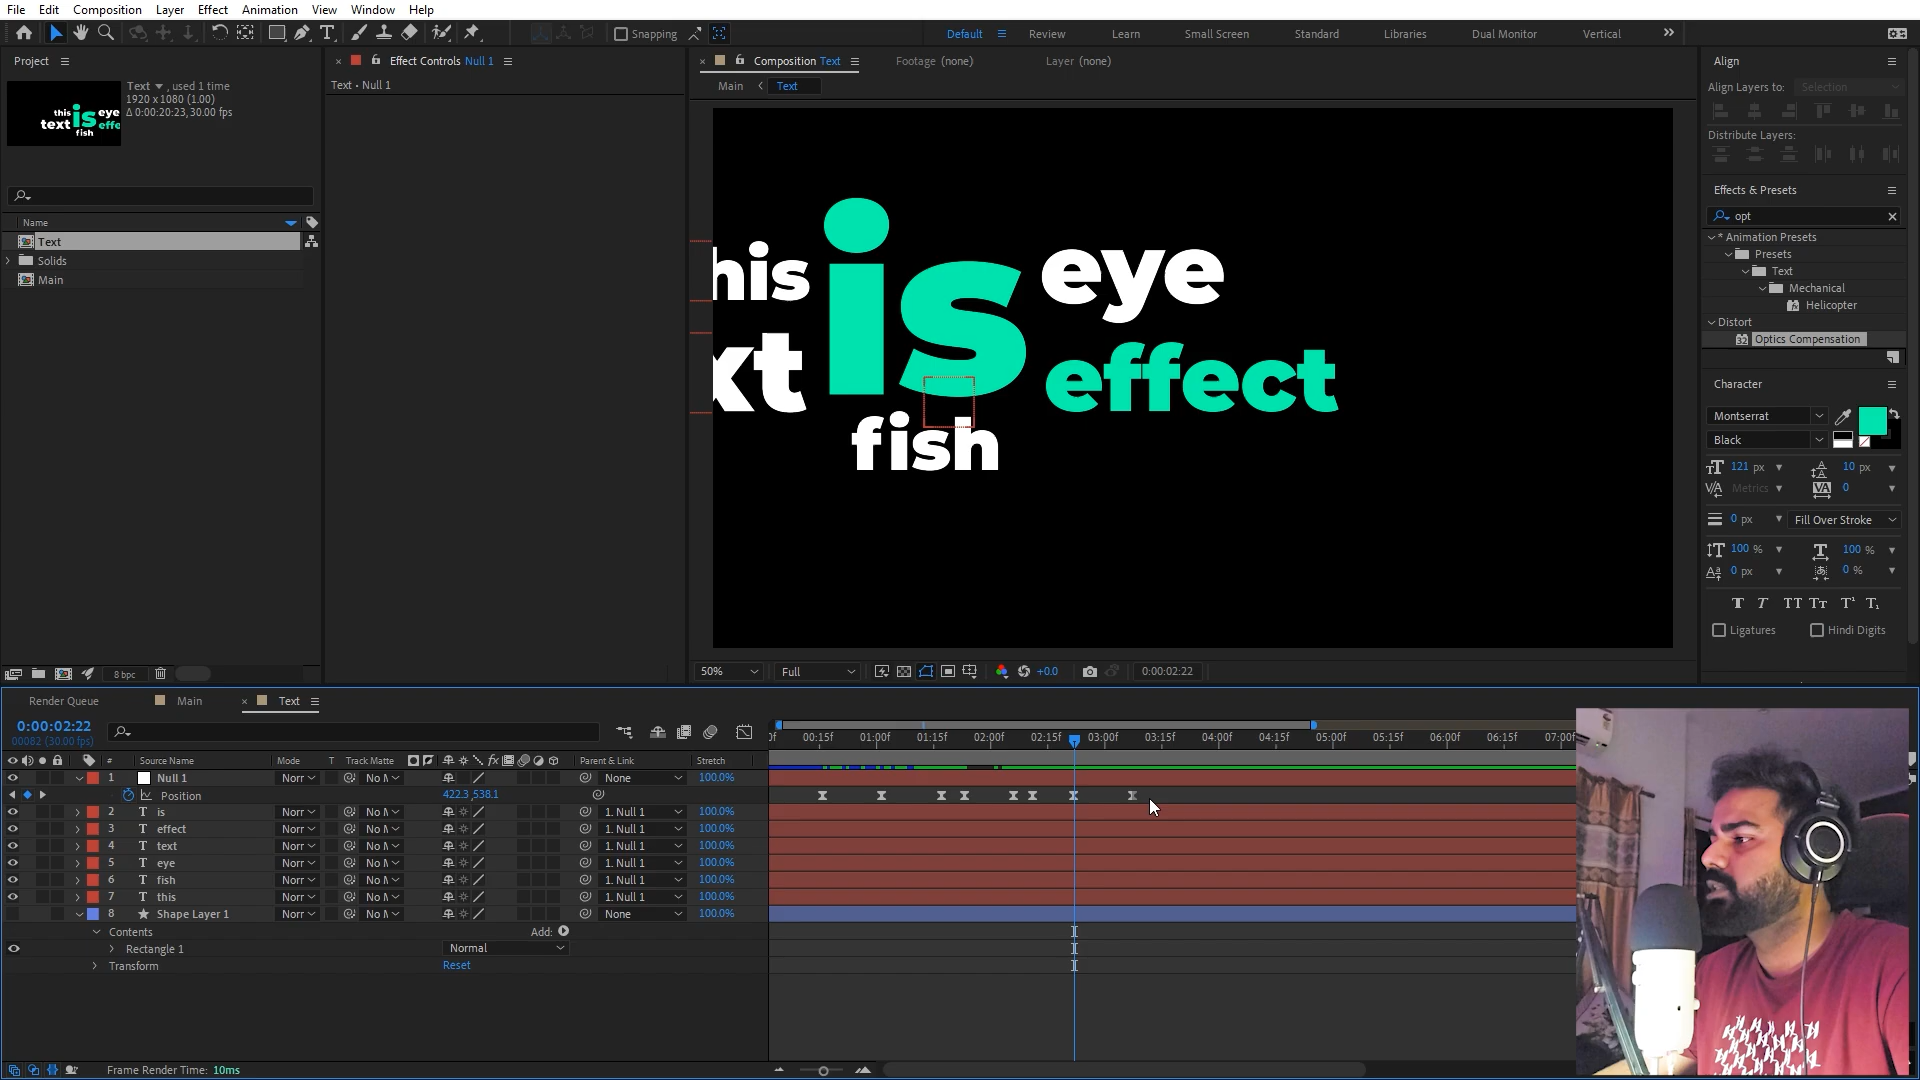 File Edit Composition Layer Effect Animation View Window Help
Snapping
Default Review Learn Small Screen Standard Libraries Dual Monitor Vertical
Project
Text , used 1 time
1920 x 1080 (1.00)
Δ 0:00:20:23, 30.00 fps
this is eye
text effe
fish
Name
Text
Solids
Main
8 bpc
Effect Controls Null 1
Text • Null 1
Composition Text
Footage (none)
Layer (none)
Main Text
his is eye
xt effect
fish
50% Full +0.0 0:00:02:22
Align
Align Layers to: Selection
Distribute Layers:
Effects & Presets
opt
* Animation Presets
Presets
Text
Mechanical
Helicopter
Distort
Optics Compensation
Character
Montserrat
Black
121 px 10 px
Metrics 0
0 px Fill Over Stroke
100 % 100 %
0 px 0 %
Ligatures Hindi Digits
Render Queue Main Text
0:00:02:22
00082 (30.00 fps)
00:15f 01:00f 01:15f 02:00f 02:15f 03:00f 03:15f 04:00f 04:15f 05:00f 05:15f 06:00f 06:15f 07:00f
# Source Name Mode T Track Matte Parent & Link Stretch
1 Null 1 Norr No None 100.0%
Position 422.3,538.1
2 T is Norr No 1. Null 1 100.0%
3 T effect Norr No 1. Null 1 100.0%
4 T text Norr No 1. Null 1 100.0%
5 T eye Norr No 1. Null 1 100.0%
6 T fish Norr No 1. Null 1 100.0%
7 T this Norr No 1. Null 1 100.0%
8 Shape Layer 1 Norr No None 100.0%
Contents Add:
Rectangle 1 Normal
Transform Reset
Frame Render Time: 10ms